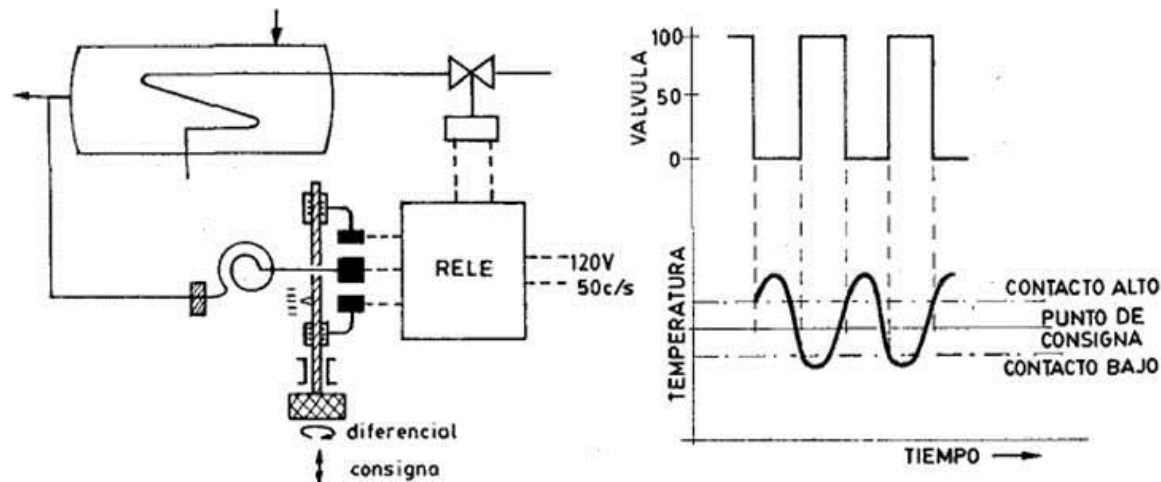 RELE
120V
50c/s
diferencial
consigna
VALVULA
100
50
0
TEMPERATURA
CONTACTO ALTO
PUNTO DE
CONSIGNA
CONTACTO BAJO
TIEMPO